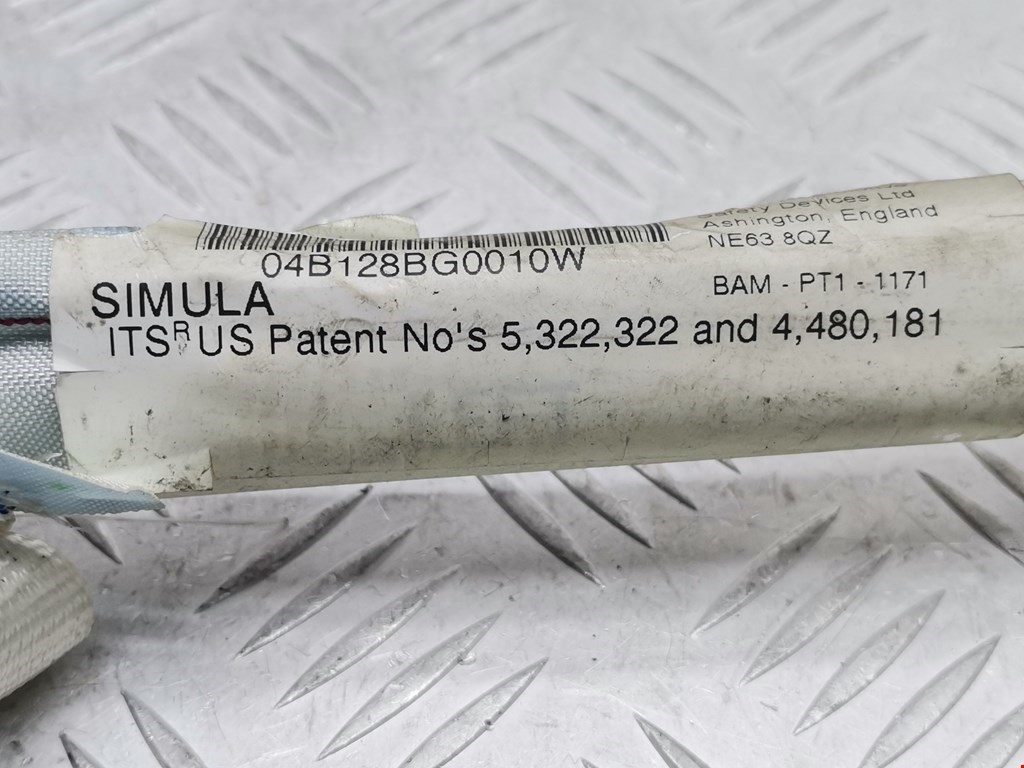 Safety Devices Ltd
Ashington, England
NE63 8QZ
04B128BG0010W
BAM - PT1 - 1171
SIMULA
ITSᴿ US Patent No's 5,322,322 and 4,480,181